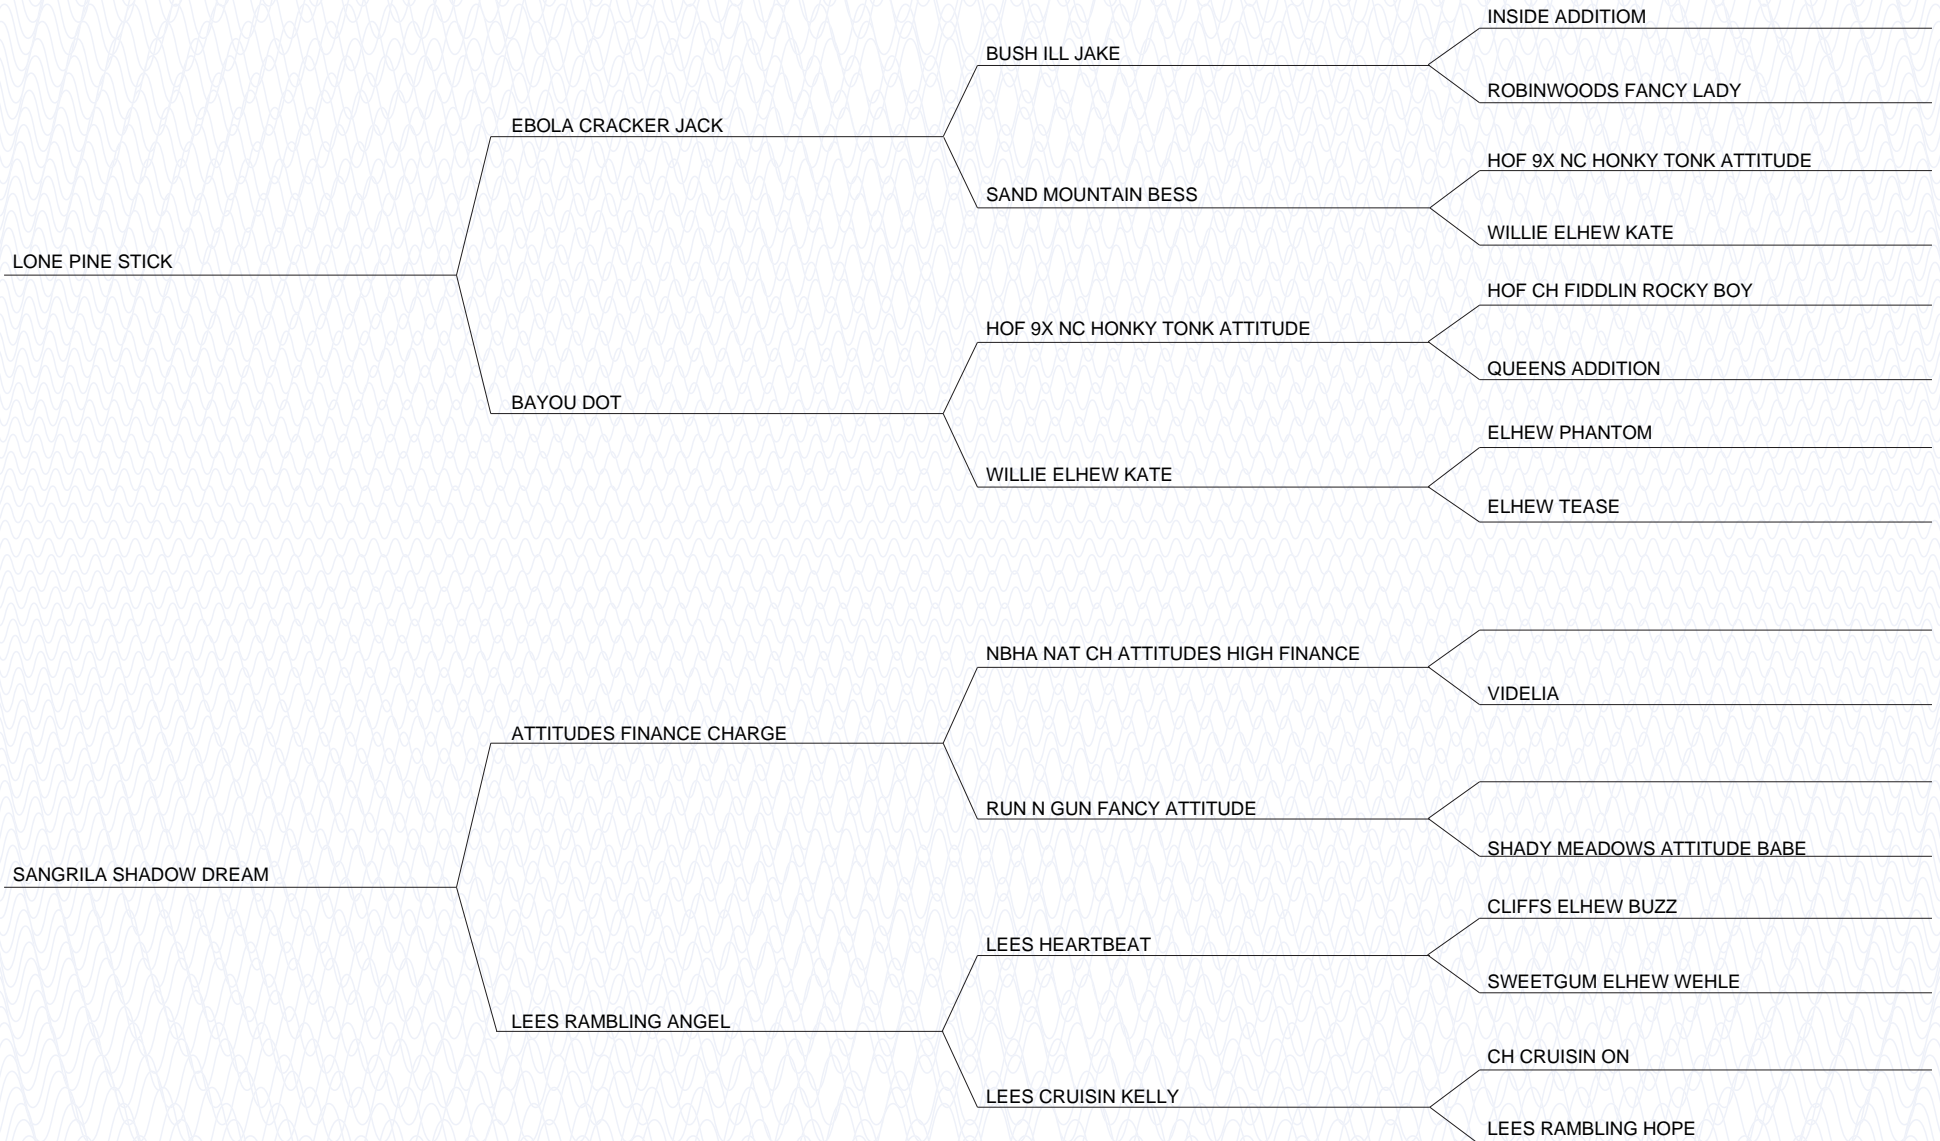 INSIDE ADDITIOM
BUSH ILL JAKE
ROBINWOODS FANCY LADY
EBOLA CRACKER JACK
HOF 9X NC HONKY TONK ATTITUDE
SAND MOUNTAIN BESS
WILLIE ELHEW KATE
LONE PINE STICK
HOF CH FIDDLIN ROCKY BOY
HOF 9X NC HONKY TONK ATTITUDE
QUEENS ADDITION
BAYOU DOT
ELHEW PHANTOM
WILLIE ELHEW KATE
ELHEW TEASE
NBHA NAT CH ATTITUDES HIGH FINANCE
VIDELIA
ATTITUDES FINANCE CHARGE
RUN N GUN FANCY ATTITUDE
SHADY MEADOWS ATTITUDE BABE
SANGRILA SHADOW DREAM
CLIFFS ELHEW BUZZ
LEES HEARTBEAT
SWEETGUM ELHEW WEHLE
LEES RAMBLING ANGEL
CH CRUISIN ON
LEES CRUISIN KELLY
LEES RAMBLING HOPE